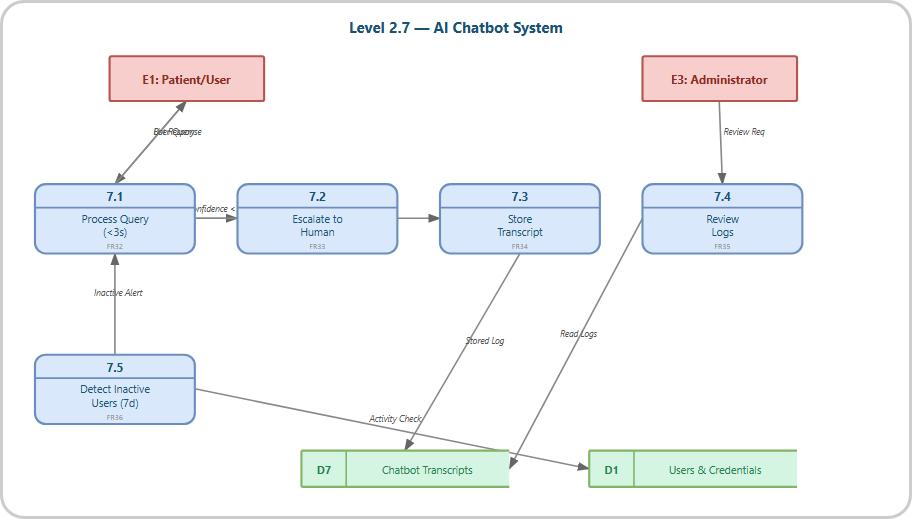 Level 2.7 — AI Chatbot System
E1: Patient/User
E3: Administrator
Review Req
7.1
Process Query
(<3s)
FR32
nfidence <
7.2
Escalate to
Human
FR33
7.3
Store
Transcript
FR34
7.4
Review
Logs
FR35
Inactive Alert
Stored Log
Read Logs
7.5
Detect Inactive
Users (7d)
FR36
Activity Check
D7
Chatbot Transcripts
D1
Users & Credentials